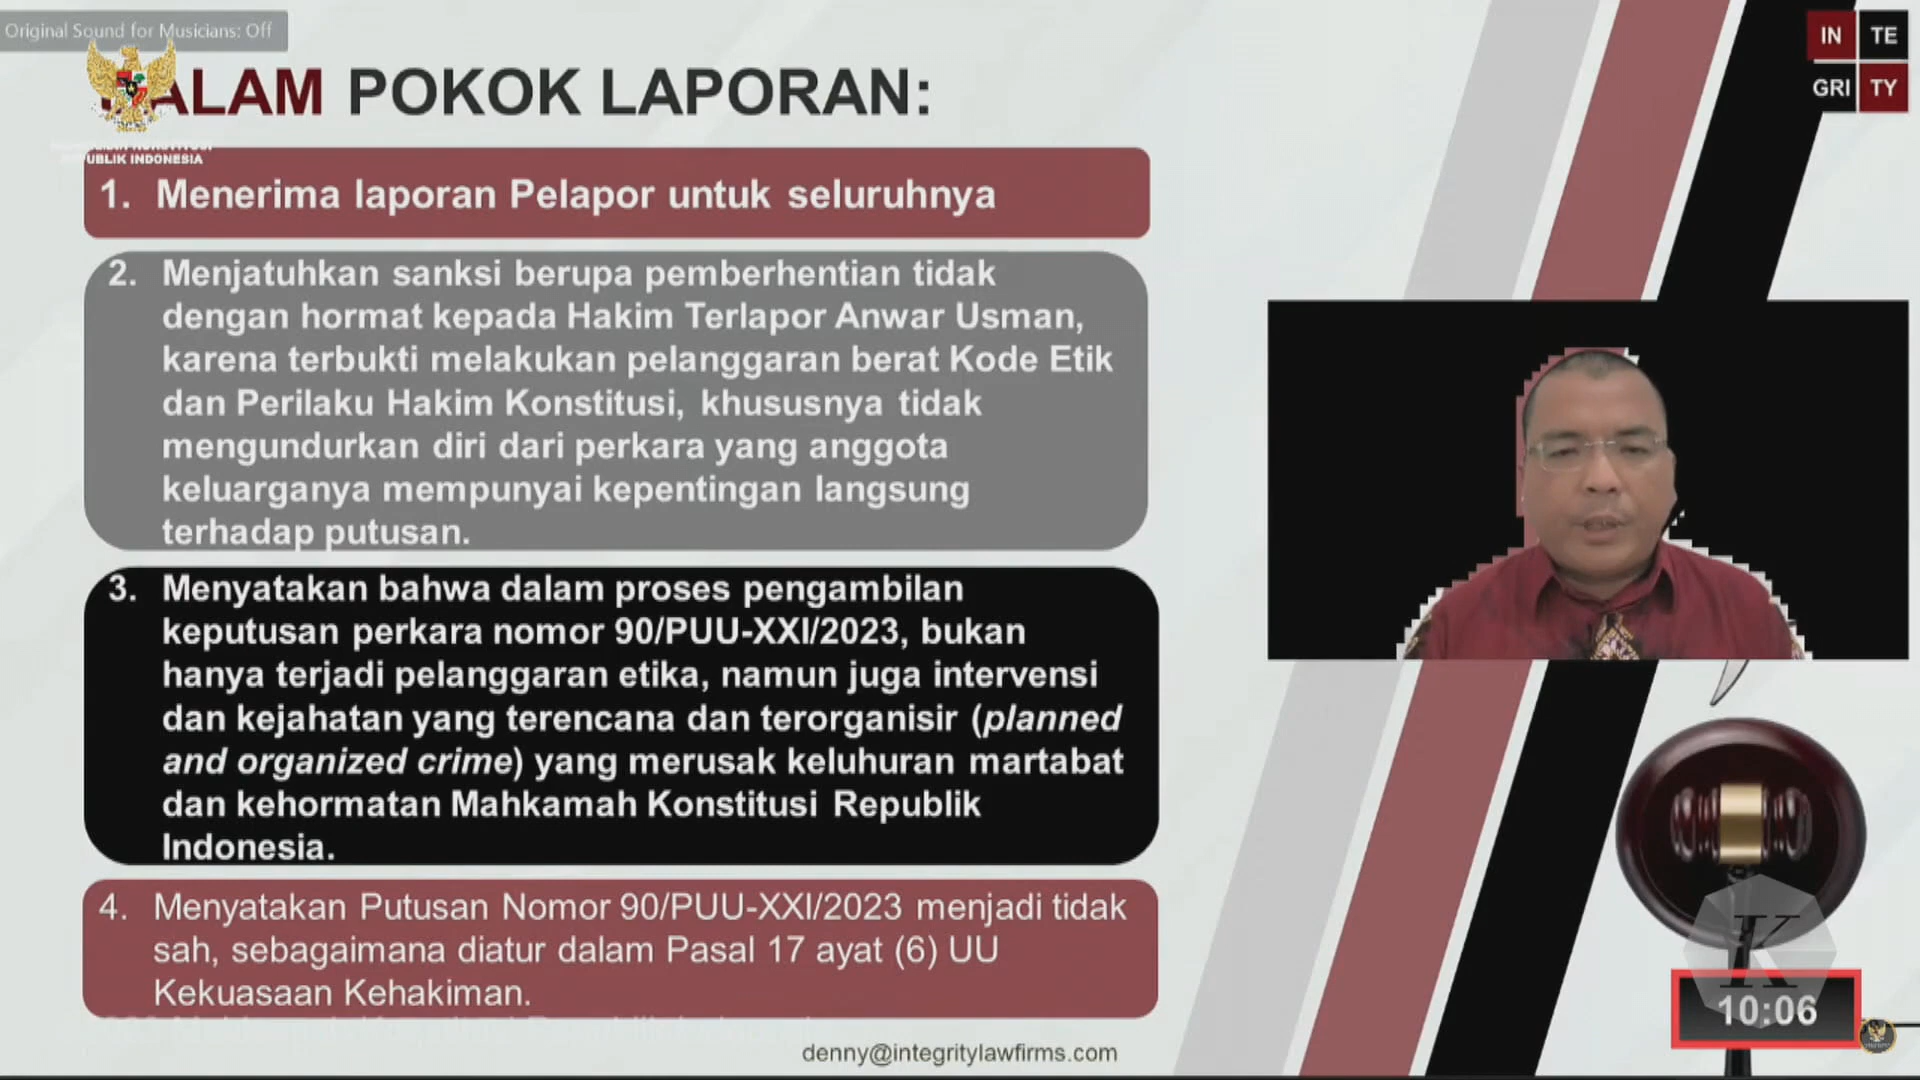 Original Sound for Musicians: Off
ALAM POKOK LAPORAN:
IN TE
GRI TY
UBLIK INDONESIA
1. Menerima laporan Pelapor untuk seluruhnya
2. Menjatuhkan sanksi berupa pemberhentian tidak
dengan hormat kepada Hakim Terlapor Anwar Usman,
karena terbukti melakukan pelanggaran berat Kode Etik
dan Perilaku Hakim Konstitusi, khususnya tidak
mengundurkan diri dari perkara yang anggota
keluarganya mempunyai kepentingan langsung
terhadap putusan.
3. Menyatakan bahwa dalam proses pengambilan
keputusan perkara nomor 90/PUU-XXI/2023, bukan
hanya terjadi pelanggaran etika, namun juga intervensi
dan kejahatan yang terencana dan terorganisir (planned
and organized crime) yang merusak keluhuran martabat
dan kehormatan Mahkamah Konstitusi Republik
Indonesia.
4. Menyatakan Putusan Nomor 90/PUU-XXI/2023 menjadi tidak
sah, sebagaimana diatur dalam Pasal 17 ayat (6) UU
Kekuasaan Kehakiman.
K
10:06
denny@integritylawfirms.com